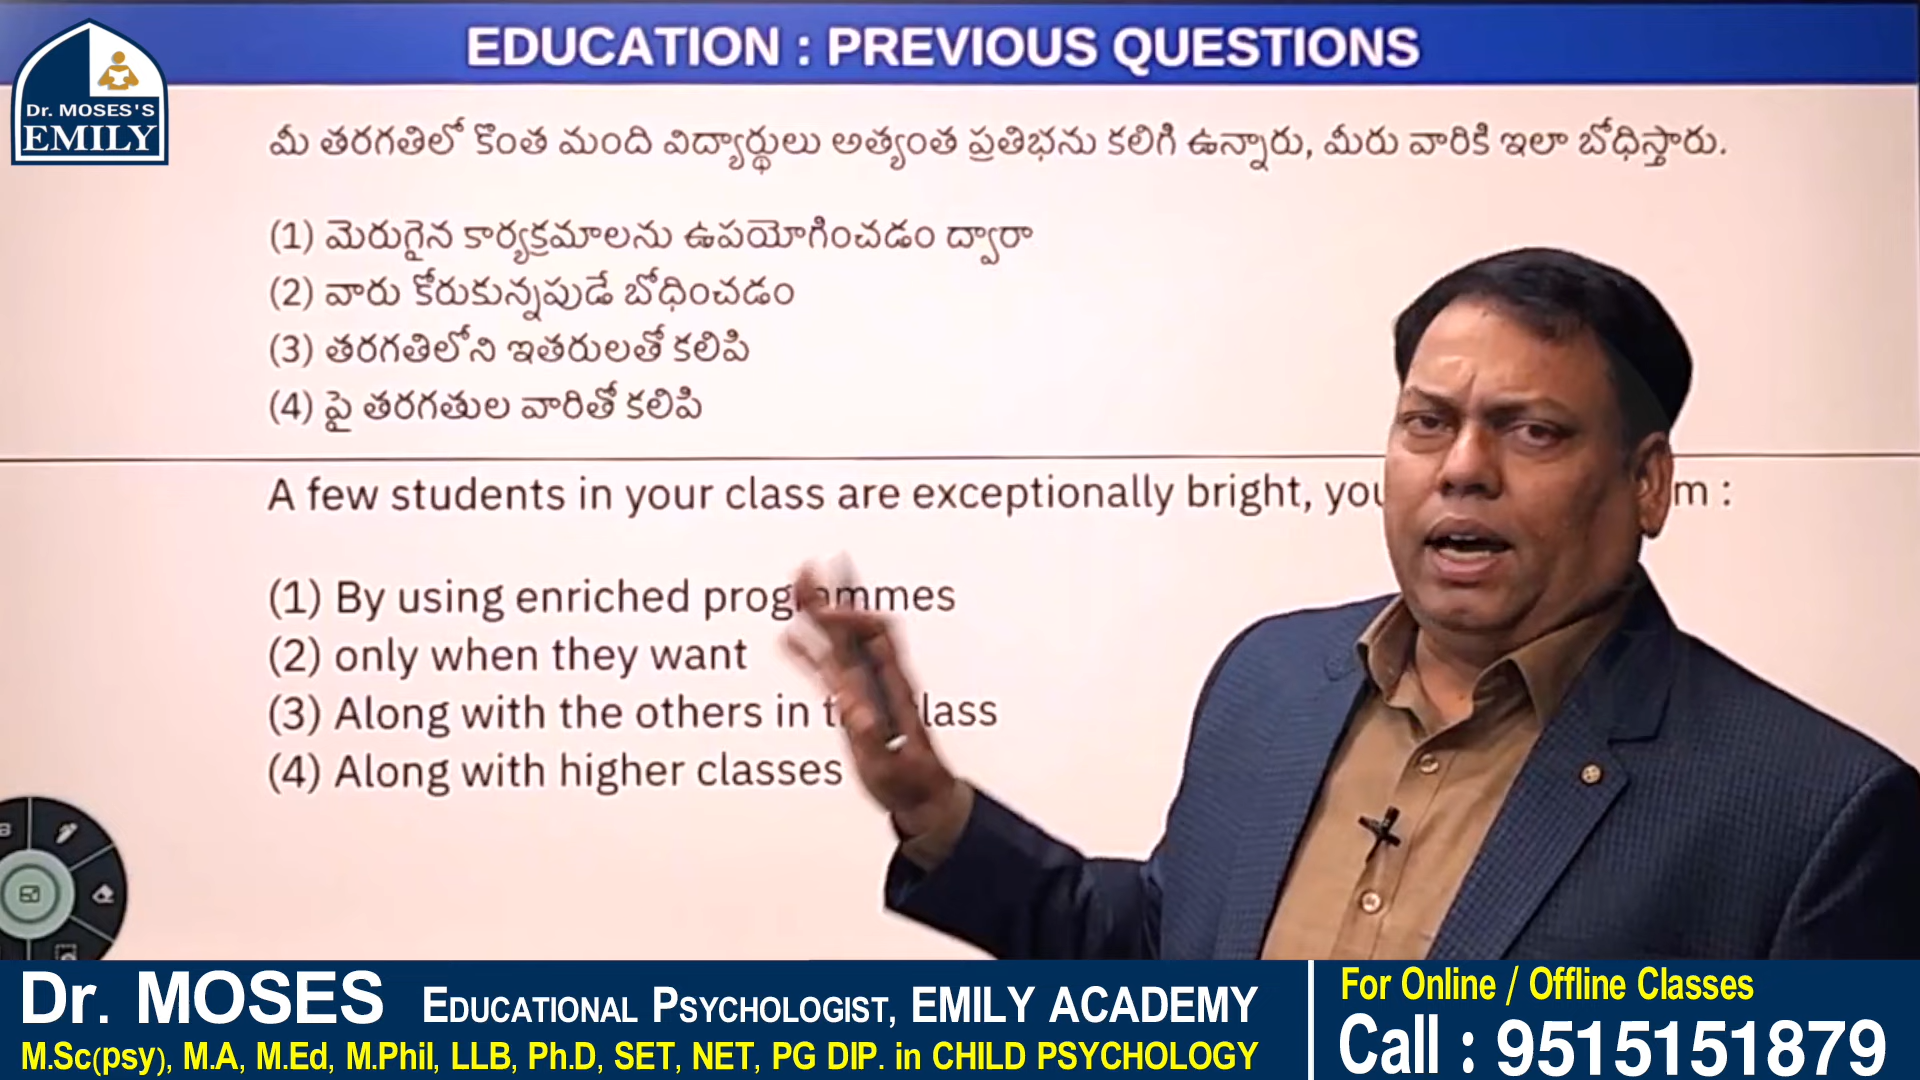 EDUCATION : PREVIOUS QUESTIONS
Dr. MOSES'S
EMILY
మీ తరగతిలో కొంత మంది విద్యార్థులు అత్యంత ప్రతిభను కలిగి ఉన్నారు, మీరు వారికి ఇలా బోధిస్తారు.
(1) మెరుగైన కార్యక్రమాలను ఉపయోగించడం ద్వారా
(2) వారు కోరుకున్నపుడే బోధించడం
(3) తరగతిలోని ఇతరులతో కలిపి
(4) పై తరగతుల వారితో కలిపి
A few students in your class are exceptionally bright, you m :
(1) By using enriched programmes
(2) only when they want
(3) Along with the others in class
(4) Along with higher classes
Dr. MOSES EDUCATIONAL PSYCHOLOGIST, EMILY ACADEMY
M.Sc(psy), M.A, M.Ed, M.Phil, LLB, Ph.D, SET, NET, PG DIP. in CHILD PSYCHOLOGY
For Online / Offline Classes
Call : 9515151879